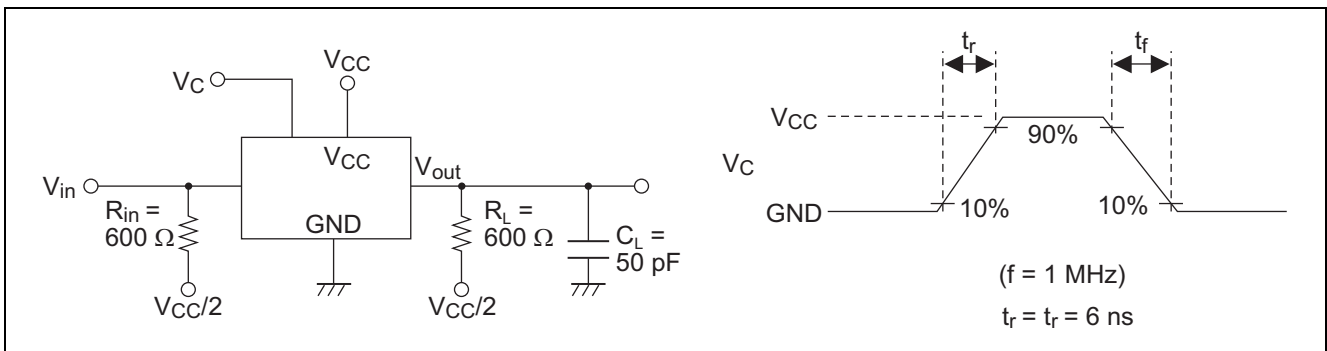 VC
VCC
VCC
Vin
Vout
Rin =
600 Ω
GND
RL =
600 Ω
CL =
50 pF
VCC/2
VCC/2
tr
tf
VCC
90%
VC
GND
10%
10%
(f = 1 MHz)
tr = tr = 6 ns